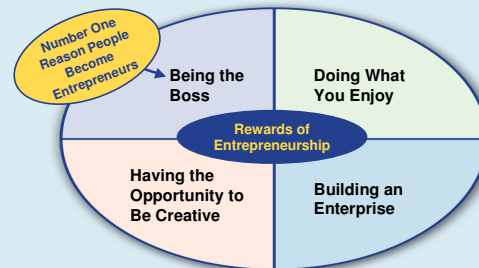 Number One
Reason People
Become
Entrepreneurs
Being the
Boss
Doing What
You Enjoy
Rewards of
Entrepreneurship
Having the
Opportunity to
Be Creative
Building an
Enterprise